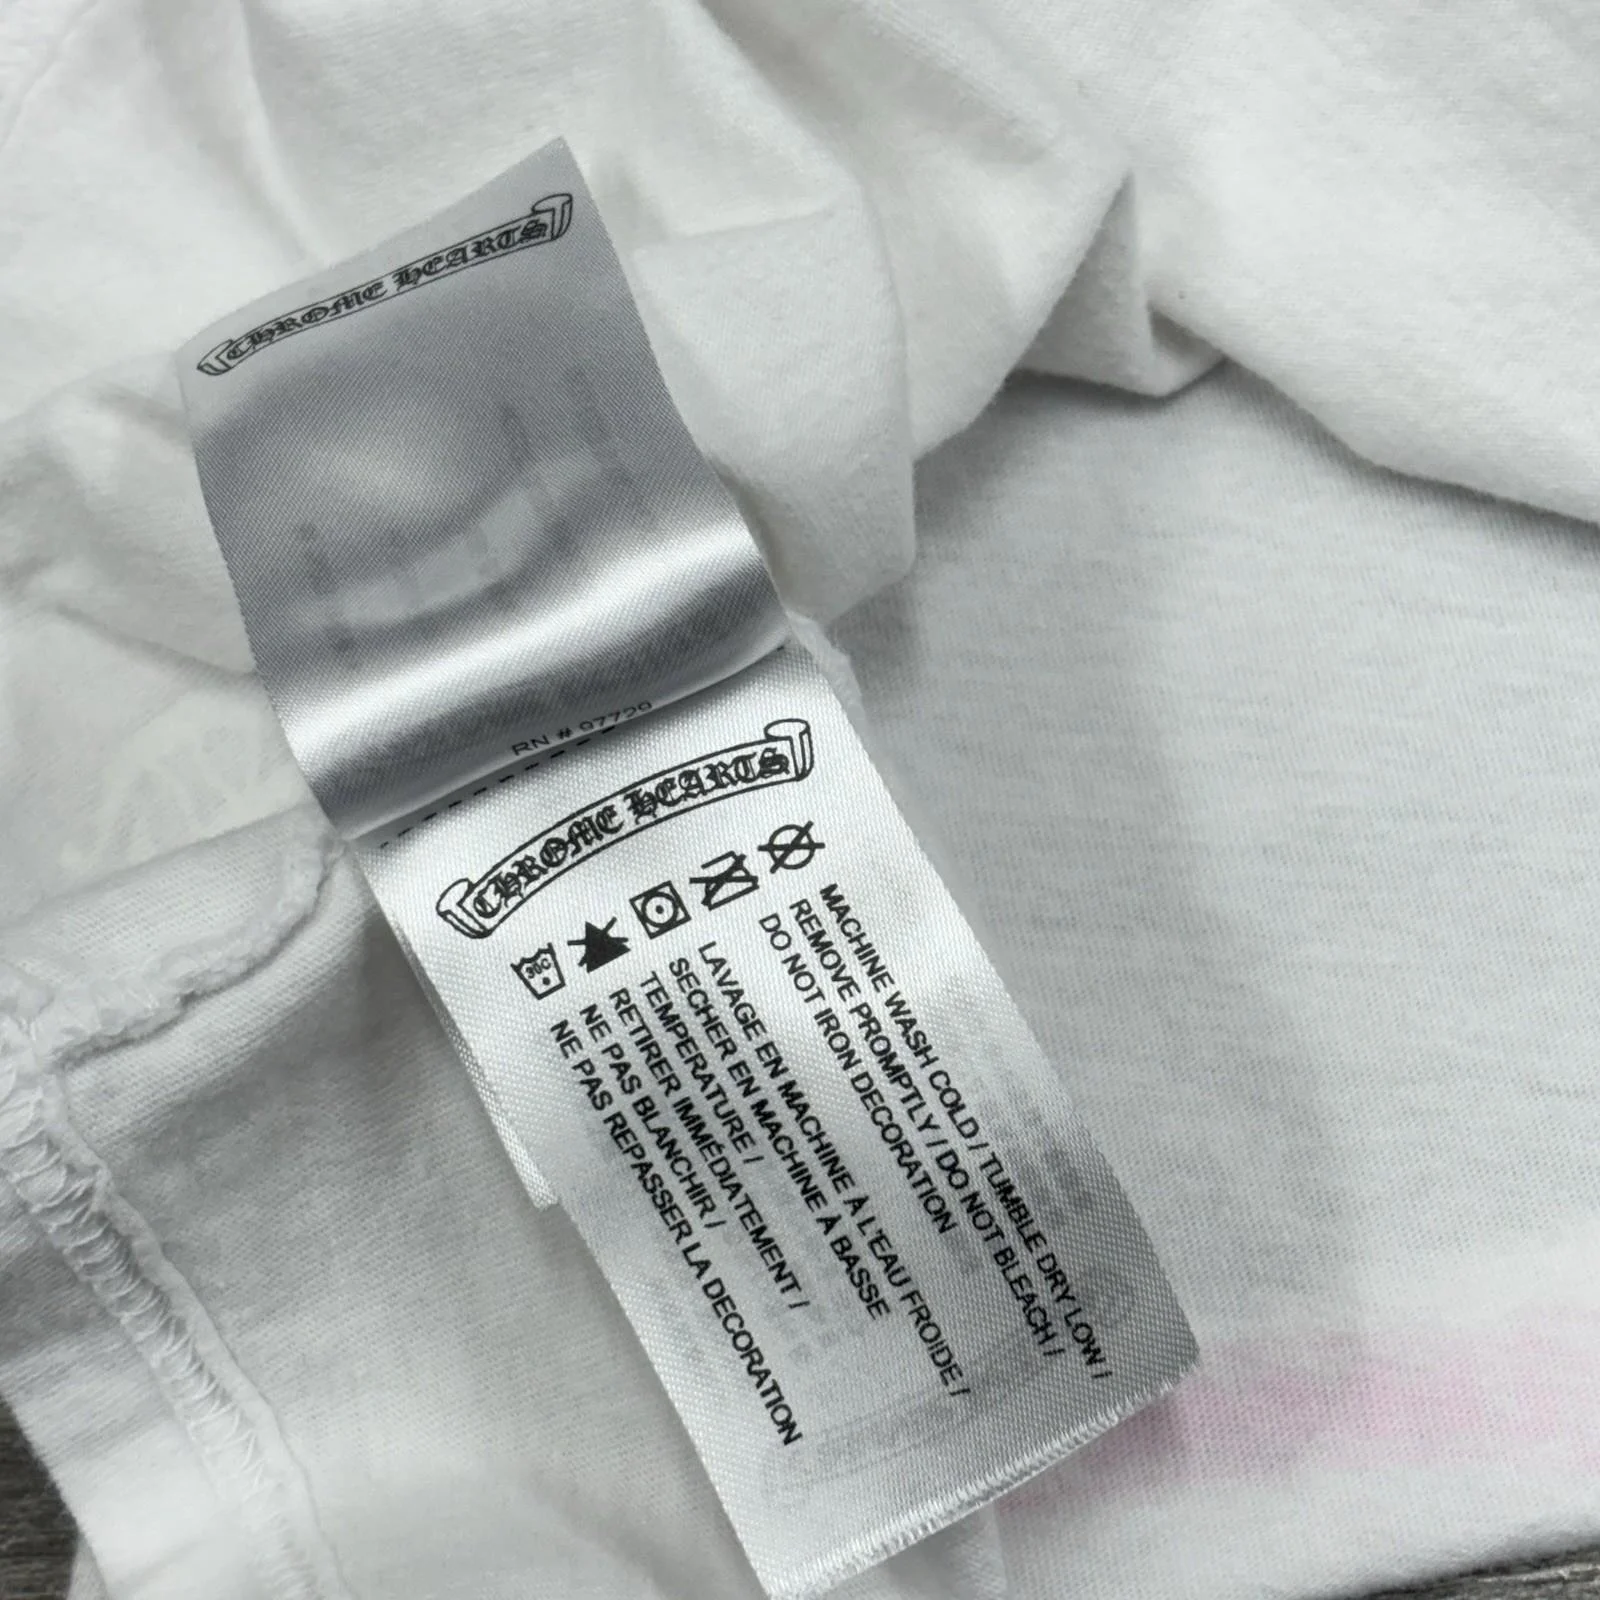 CHROME HEARTS
RN # 97729
CHROME HEARTS
30C
MACHINE WASH COLD / TUMBLE DRY LOW /
REMOVE PROMPTLY / DO NOT BLEACH /
DO NOT IRON DECORATION
LAVAGE EN MACHINE À L'EAU FROIDE /
SECHER EN MACHINE À BASSE
TEMPERATURE /
RETIRER IMMÉDIATEMENT /
NE PAS BLANCHIR /
NE PAS REPASSER LA DECORATION